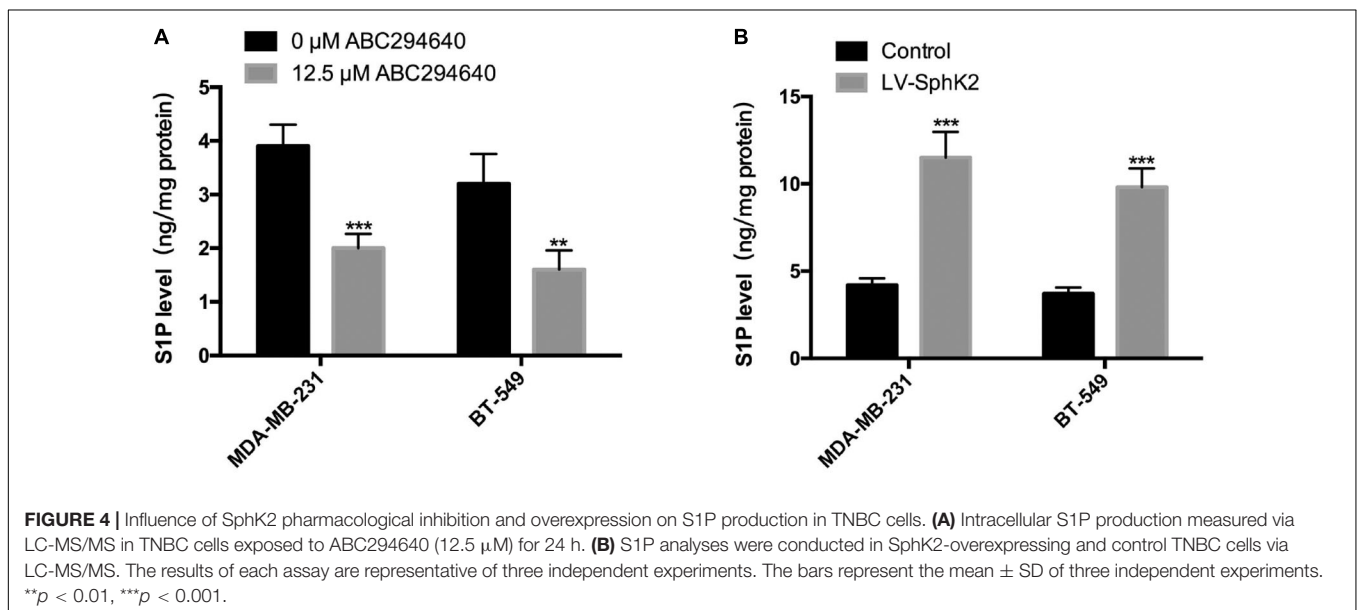 A
0 µM ABC294640
12.5 µM ABC294640
S1P level (ng/mg protein)
5
4
3
2
1
0
***
**
MDA-MB-231
BT-549
B
Control
LV-SphK2
S1P level (ng/mg protein)
15
10
5
0
***
***
MDA-MB-231
BT-549
FIGURE 4 | Influence of SphK2 pharmacological inhibition and overexpression on S1P production in TNBC cells. (A) Intracellular S1P production measured via
LC-MS/MS in TNBC cells exposed to ABC294640 (12.5 µM) for 24 h. (B) S1P analyses were conducted in SphK2-overexpressing and control TNBC cells via
LC-MS/MS. The results of each assay are representative of three independent experiments. The bars represent the mean ± SD of three independent experiments.
**p < 0.01, ***p < 0.001.